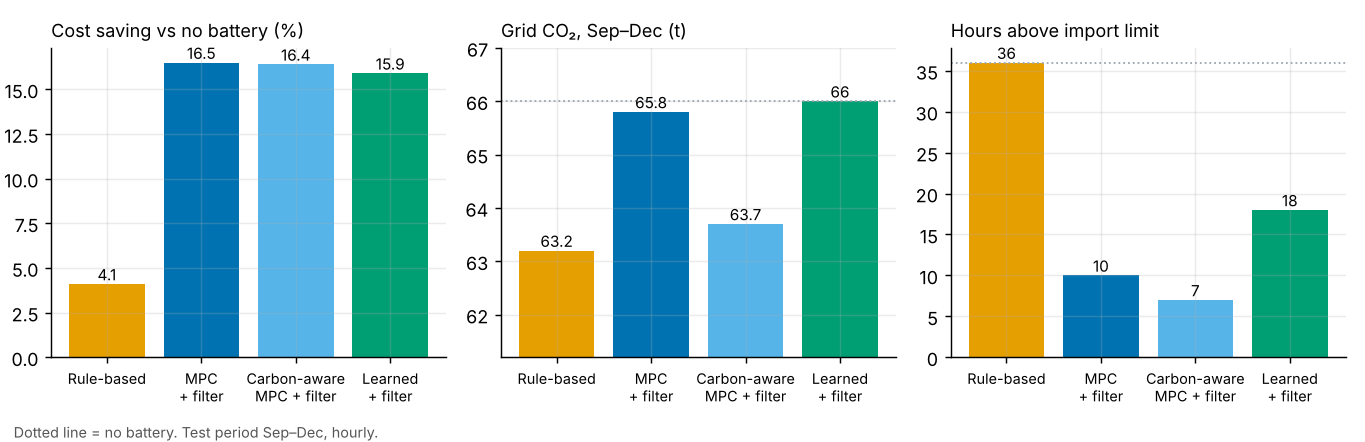 Cost saving vs no battery (%)
16.5
16.4
15.9
4.1
15.0
12.5
10.0
7.5
5.0
2.5
0.0
Rule-based
MPC
+ filter
Carbon-aware
MPC + filter
Learned
+ filter
Grid CO₂, Sep–Dec (t)
67
66
65
64
63
62
63.2
65.8
63.7
66
Rule-based
MPC
+ filter
Carbon-aware
MPC + filter
Learned
+ filter
Hours above import limit
36
10
7
18
35
30
25
20
15
10
5
0
Rule-based
MPC
+ filter
Carbon-aware
MPC + filter
Learned
+ filter
Dotted line = no battery. Test period Sep–Dec, hourly.